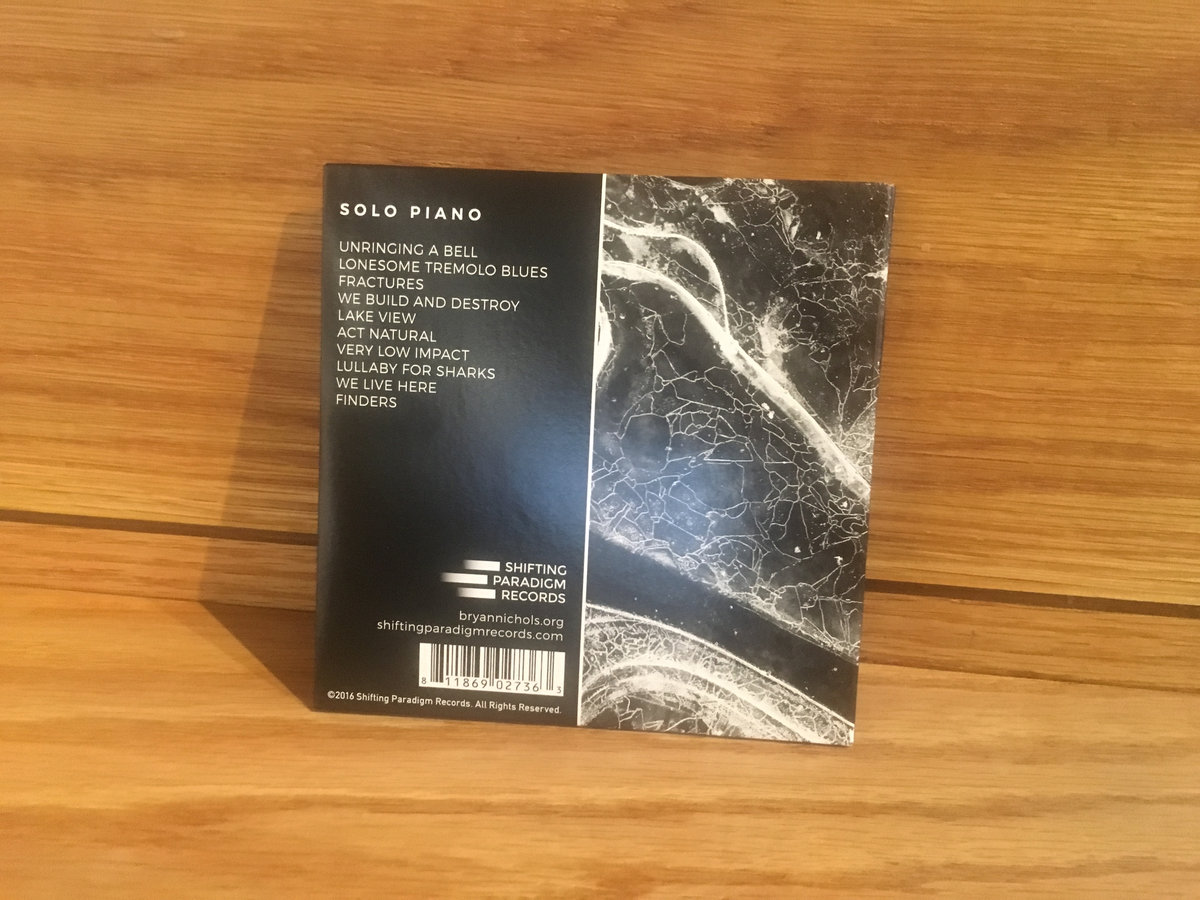 SOLO PIANO
UNRINGING A BELL
LONESOME TREMOLO BLUES
FRACTURES
WE BUILD AND DESTROY
LAKE VIEW
ACT NATURAL
VERY LOW IMPACT
LULLABY FOR SHARKS
WE LIVE HERE
FINDERS
SHIFTING
PARADIGM
RECORDS
bryannichols.org
shiftingparadigmrecords.com
8 11869 02736 3
©2016 Shifting Paradigm Records. All Rights Reserved.